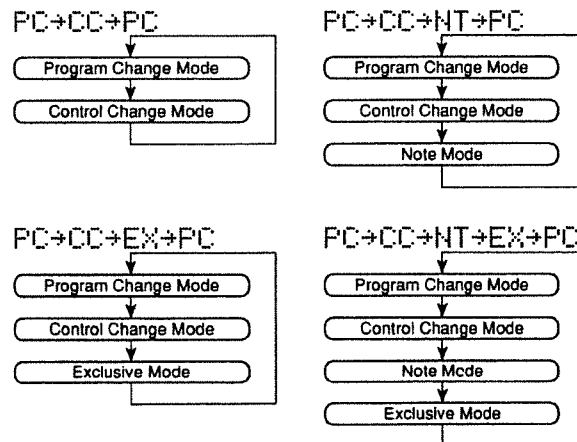 PC→CC→PC
Program Change Mode
Control Change Mode
PC→CC→NT→PC
Program Change Mode
Control Change Mode
Note Mode
PC→CC→EX→PC
Program Change Mode
Control Change Mode
Exclusive Mode
PC→CC→NT→EX→PC
Program Change Mode
Control Change Mode
Note Mode
Exclusive Mode